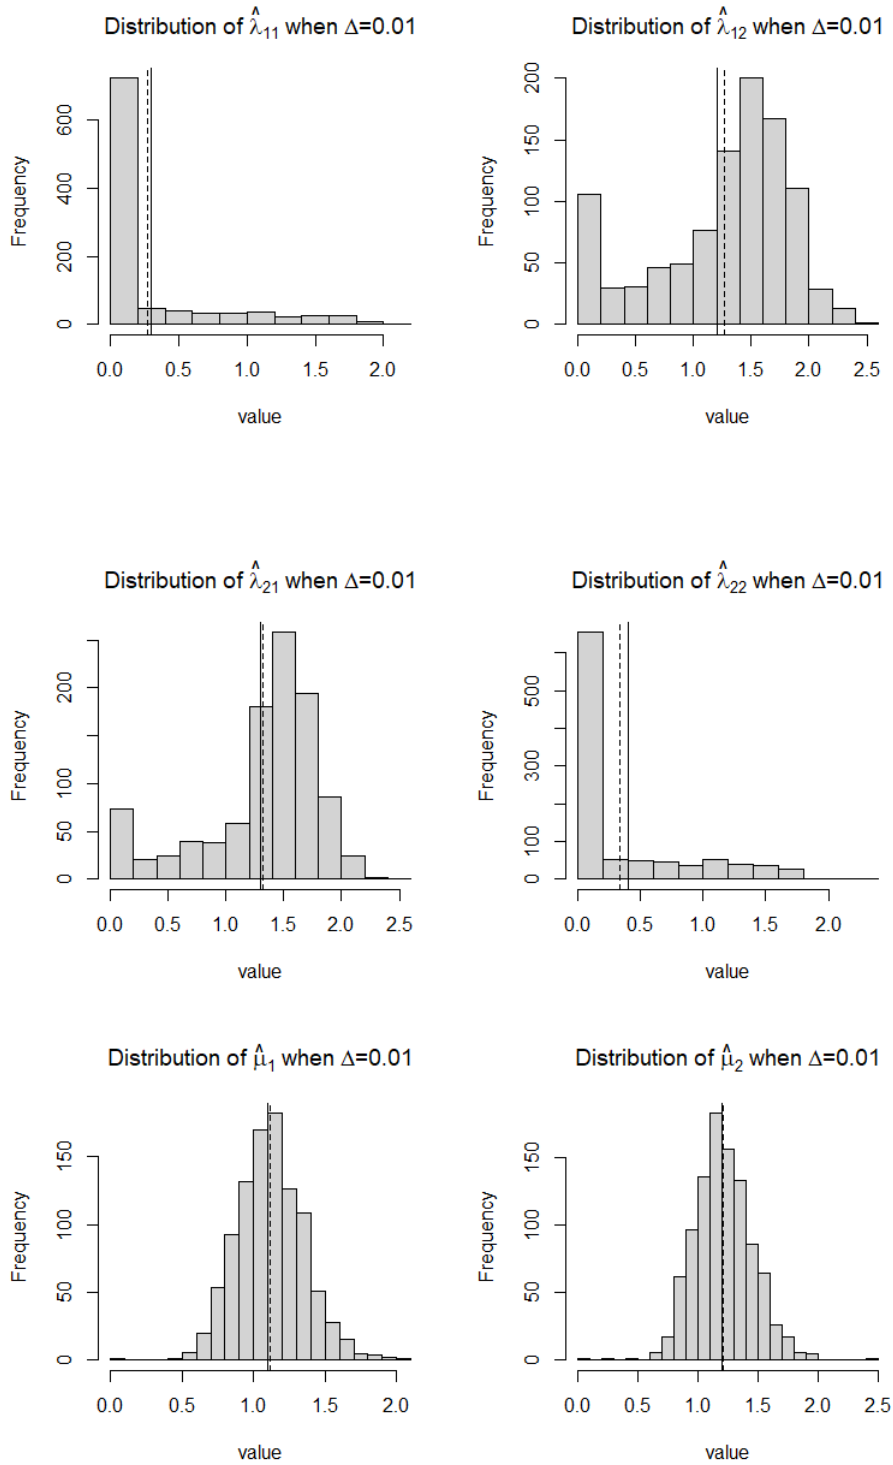 Distribution of λ̂₁₁ when Δ=0.01
Frequency
0 200 400 600
0.0 0.5 1.0 1.5 2.0
value
Distribution of λ̂₁₂ when Δ=0.01
Frequency
0 50 100 150 200
0.0 0.5 1.0 1.5 2.0 2.5
value
Distribution of λ̂₂₁ when Δ=0.01
Frequency
0 50 100 200
0.0 0.5 1.0 1.5 2.0 2.5
value
Distribution of λ̂₂₂ when Δ=0.01
Frequency
0 100 300 500
0.0 0.5 1.0 1.5 2.0
value
Distribution of μ̂₁ when Δ=0.01
Frequency
0 50 100 150
0.0 0.5 1.0 1.5 2.0
value
Distribution of μ̂₂ when Δ=0.01
Frequency
0 50 100 150
0.0 0.5 1.0 1.5 2.0 2.5
value